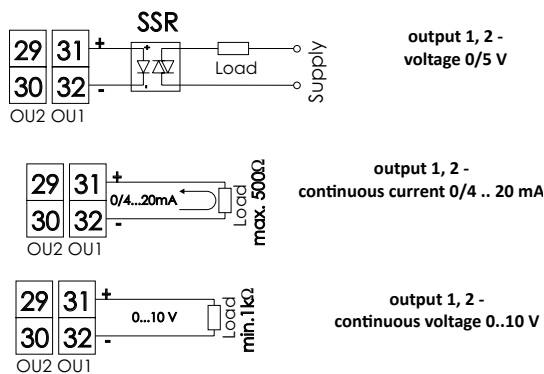 SSR
29 31 +
30 32 -
OU2 OU1
+
-
Load
Supply
output 1, 2 -
voltage 0/5 V
29 31 +
30 32 -
OU2 OU1
0/4...20mA
Load
max. 500Ω
output 1, 2 -
continuous current 0/4 .. 20 mA
29 31 +
30 32 -
OU2 OU1
0...10 V
Load
min.1kΩ
output 1, 2 -
continuous voltage 0..10 V